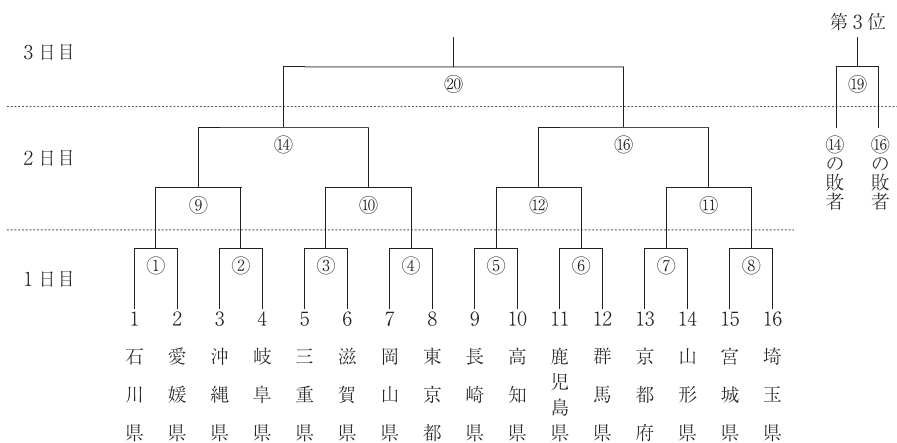 第3位
3日目
⑳
⑲
⑭
⑯
2日目
⑭の敗者
⑯の敗者
⑨
⑩
⑫
⑪
1日目
①
②
③
④
⑤
⑥
⑦
⑧
1 石川県
2 愛媛県
3 沖縄県
4 岐阜県
5 三重県
6 滋賀県
7 岡山県
8 東京都
9 長崎県
10 高知県
11 鹿児島県
12 群馬県
13 京都府
14 山形県
15 宮城県
16 埼玉県